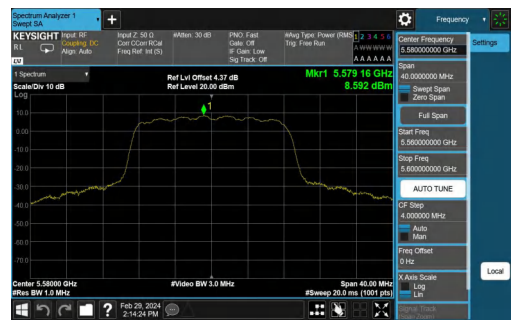 Spectrum Analyzer 1
Swept SA
Frequency
KEYSIGHT
RL
Input: RF
Coupling: DC
Align: Auto
Input Z: 50 Ω
Corr CCorr RCal
Freq Ref: Int (S)
#Atten: 30 dB
PNO: Fast
Gate: Off
IF Gain: Low
Sig Track: Off
#Avg Type: Power (RMS)
Trig: Free Run
1 2 3 4 5 6
A W W W W W
A A A A A A
LXI
1 Spectrum
Scale/Div 10 dB
Log
Ref Lvl Offset 4.37 dB
Ref Level 20.00 dBm
Mkr1 5.579 16 GHz
8.592 dBm
1
10.0
0.00
-10.0
-20.0
-30.0
-40.0
-50.0
-60.0
-70.0
Center 5.58000 GHz
#Res BW 1.0 MHz
#Video BW 3.0 MHz
Span 40.00 MHz
#Sweep 20.0 ms (1001 pts)
Center Frequency
5.580000000 GHz
Settings
Span
40.0000000 MHz
Swept Span
Zero Span
Full Span
Start Freq
5.560000000 GHz
Stop Freq
5.600000000 GHz
AUTO TUNE
CF Step
4.000000 MHz
Auto
Man
Freq Offset
0 Hz
X Axis Scale
Log
Lin
Local
Signal Track
Feb 29, 2024
2:14:24 PM